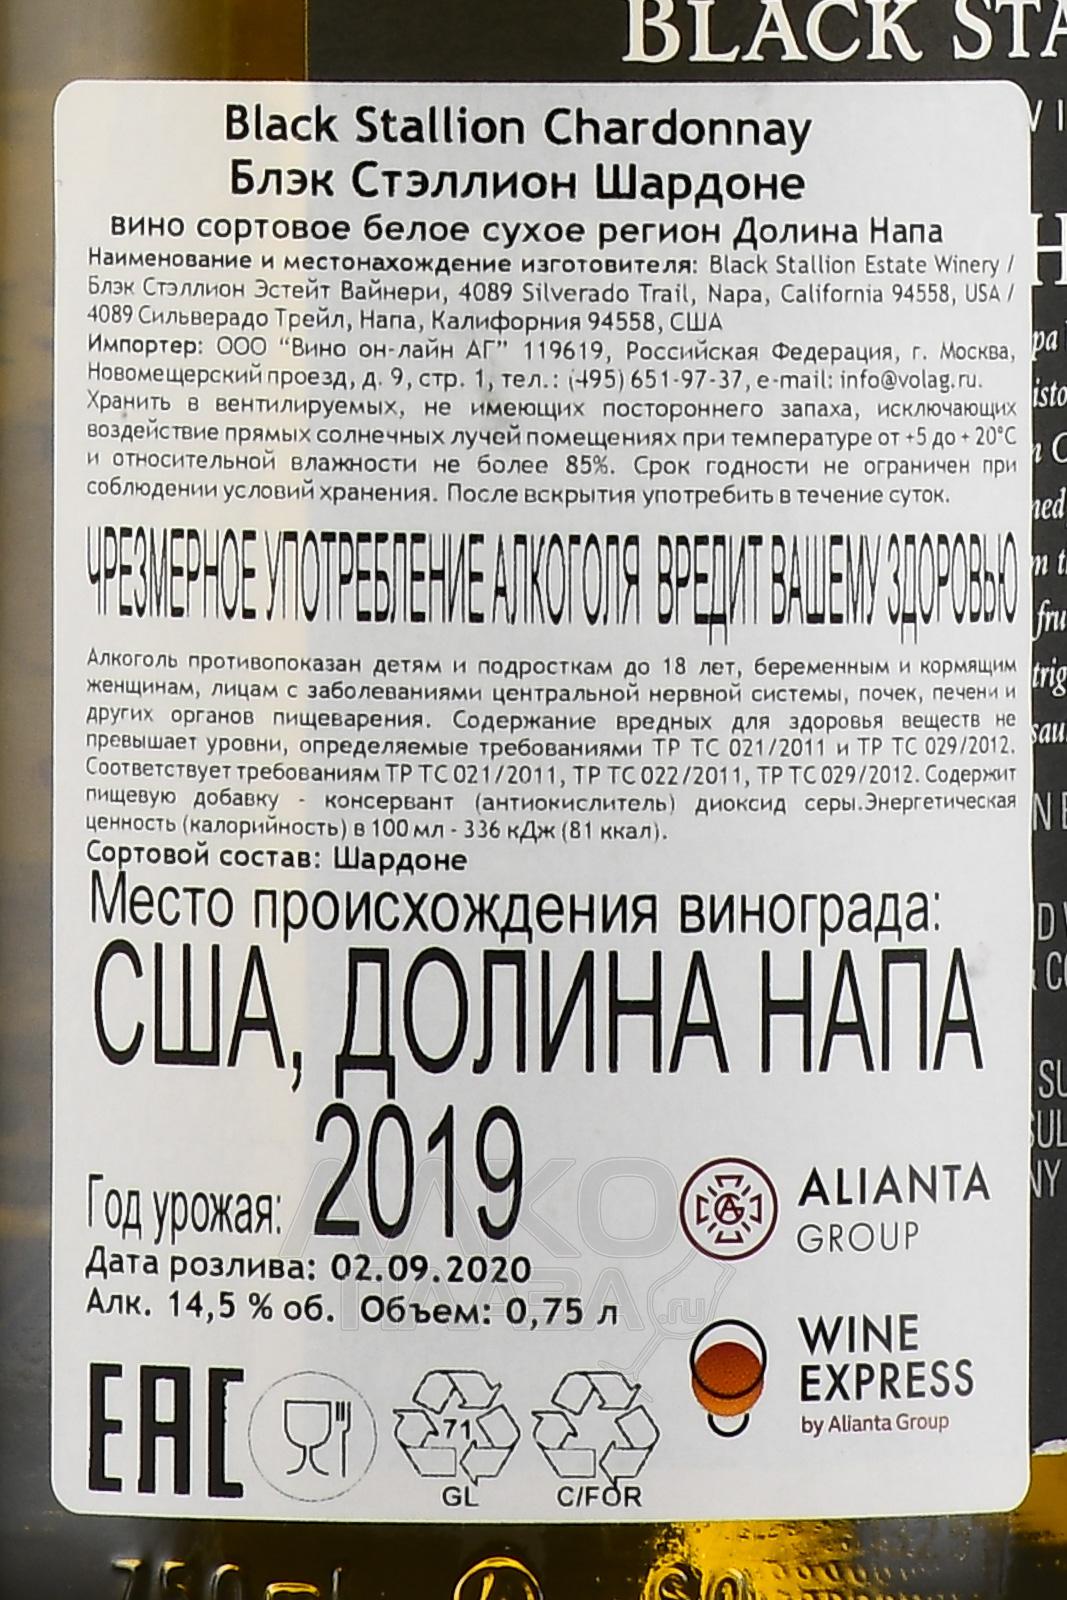 BLACK STA
Black Stallion Chardonnay
Блэк Стэллион Шардоне
вино сортовое белое сухое регион Долина Напа
Наименование и местонахождение изготовителя: Black Stallion Estate Winery /
Блэк Стэллион Эстейт Вайнери, 4089 Silverado Trail, Napa, California 94558, USA /
4089 Сильверадо Трейл, Напа, Калифорния 94558, США
Импортер: ООО “Вино он-лайн АГ” 119619, Российская Федерация, г. Москва,
Новомещерский проезд, д. 9, стр. 1, тел.: (495) 651-97-37, e-mail: info@volag.ru.
Хранить в вентилируемых, не имеющих постороннего запаха, исключающих
воздействие прямых солнечных лучей помещениях при температуре от +5 до + 20°С
и относительной влажности не более 85%. Срок годности не ограничен при
соблюдении условий хранения. После вскрытия употребить в течение суток.
ЧРЕЗМЕРНОЕ УПОТРЕБЛЕНИЕ АЛКОГОЛЯ ВРЕДИТ ВАШЕМУ ЗДОРОВЬЮ
Алкоголь противопоказан детям и подросткам до 18 лет, беременным и кормящим
женщинам, лицам с заболеваниями центральной нервной системы, почек, печени и
других органов пищеварения. Содержание вредных для здоровья веществ не
превышает уровни, определяемые требованиями ТР ТС 021/2011 и ТР ТС 029/2012.
Соответствует требованиям ТР ТС 021/2011, ТР ТС 022/2011, ТР ТС 029/2012. Содержит
пищевую добавку - консервант (антиокислитель) диоксид серы.Энергетическая
ценность (калорийность) в 100 мл - 336 кДж (81 ккал).
Сортовой состав: Шардоне
Место происхождения винограда:
США, ДОЛИНА НАПА
Год урожая: 2019
Дата розлива: 02.09.2020
Алк. 14,5 % об. Объем: 0,75 л
ALIANTA
GROUP
WINE
EXPRESS
by Alianta Group
EAC
71
GL
C/FOR
АЛКО
ПЛАЗА.ru